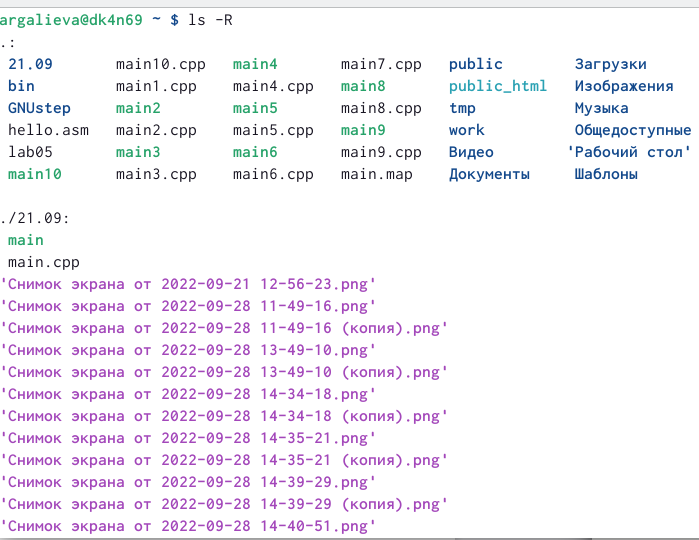 argalieva@dk4n69 ~ $ ls -R
.:
21.09 main10.cpp main4 main7.cpp public Загрузки
bin main1.cpp main4.cpp main8 public_html Изображения
GNUstep main2 main5 main8.cpp tmp Музыка
hello.asm main2.cpp main5.cpp main9 work Общедоступные
lab05 main3 main6 main9.cpp Видео 'Рабочий стол'
main10 main3.cpp main6.cpp main.map Документы Шаблоны
./21.09:
main
main.cpp
'Снимок экрана от 2022-09-21 12-56-23.png'
'Снимок экрана от 2022-09-28 11-49-16.png'
'Снимок экрана от 2022-09-28 11-49-16 (копия).png'
'Снимок экрана от 2022-09-28 13-49-10.png'
'Снимок экрана от 2022-09-28 13-49-10 (копия).png'
'Снимок экрана от 2022-09-28 14-34-18.png'
'Снимок экрана от 2022-09-28 14-34-18 (копия).png'
'Снимок экрана от 2022-09-28 14-35-21.png'
'Снимок экрана от 2022-09-28 14-35-21 (копия).png'
'Снимок экрана от 2022-09-28 14-39-29.png'
'Снимок экрана от 2022-09-28 14-39-29 (копия).png'
'Снимок экрана от 2022-09-28 14-40-51.png'